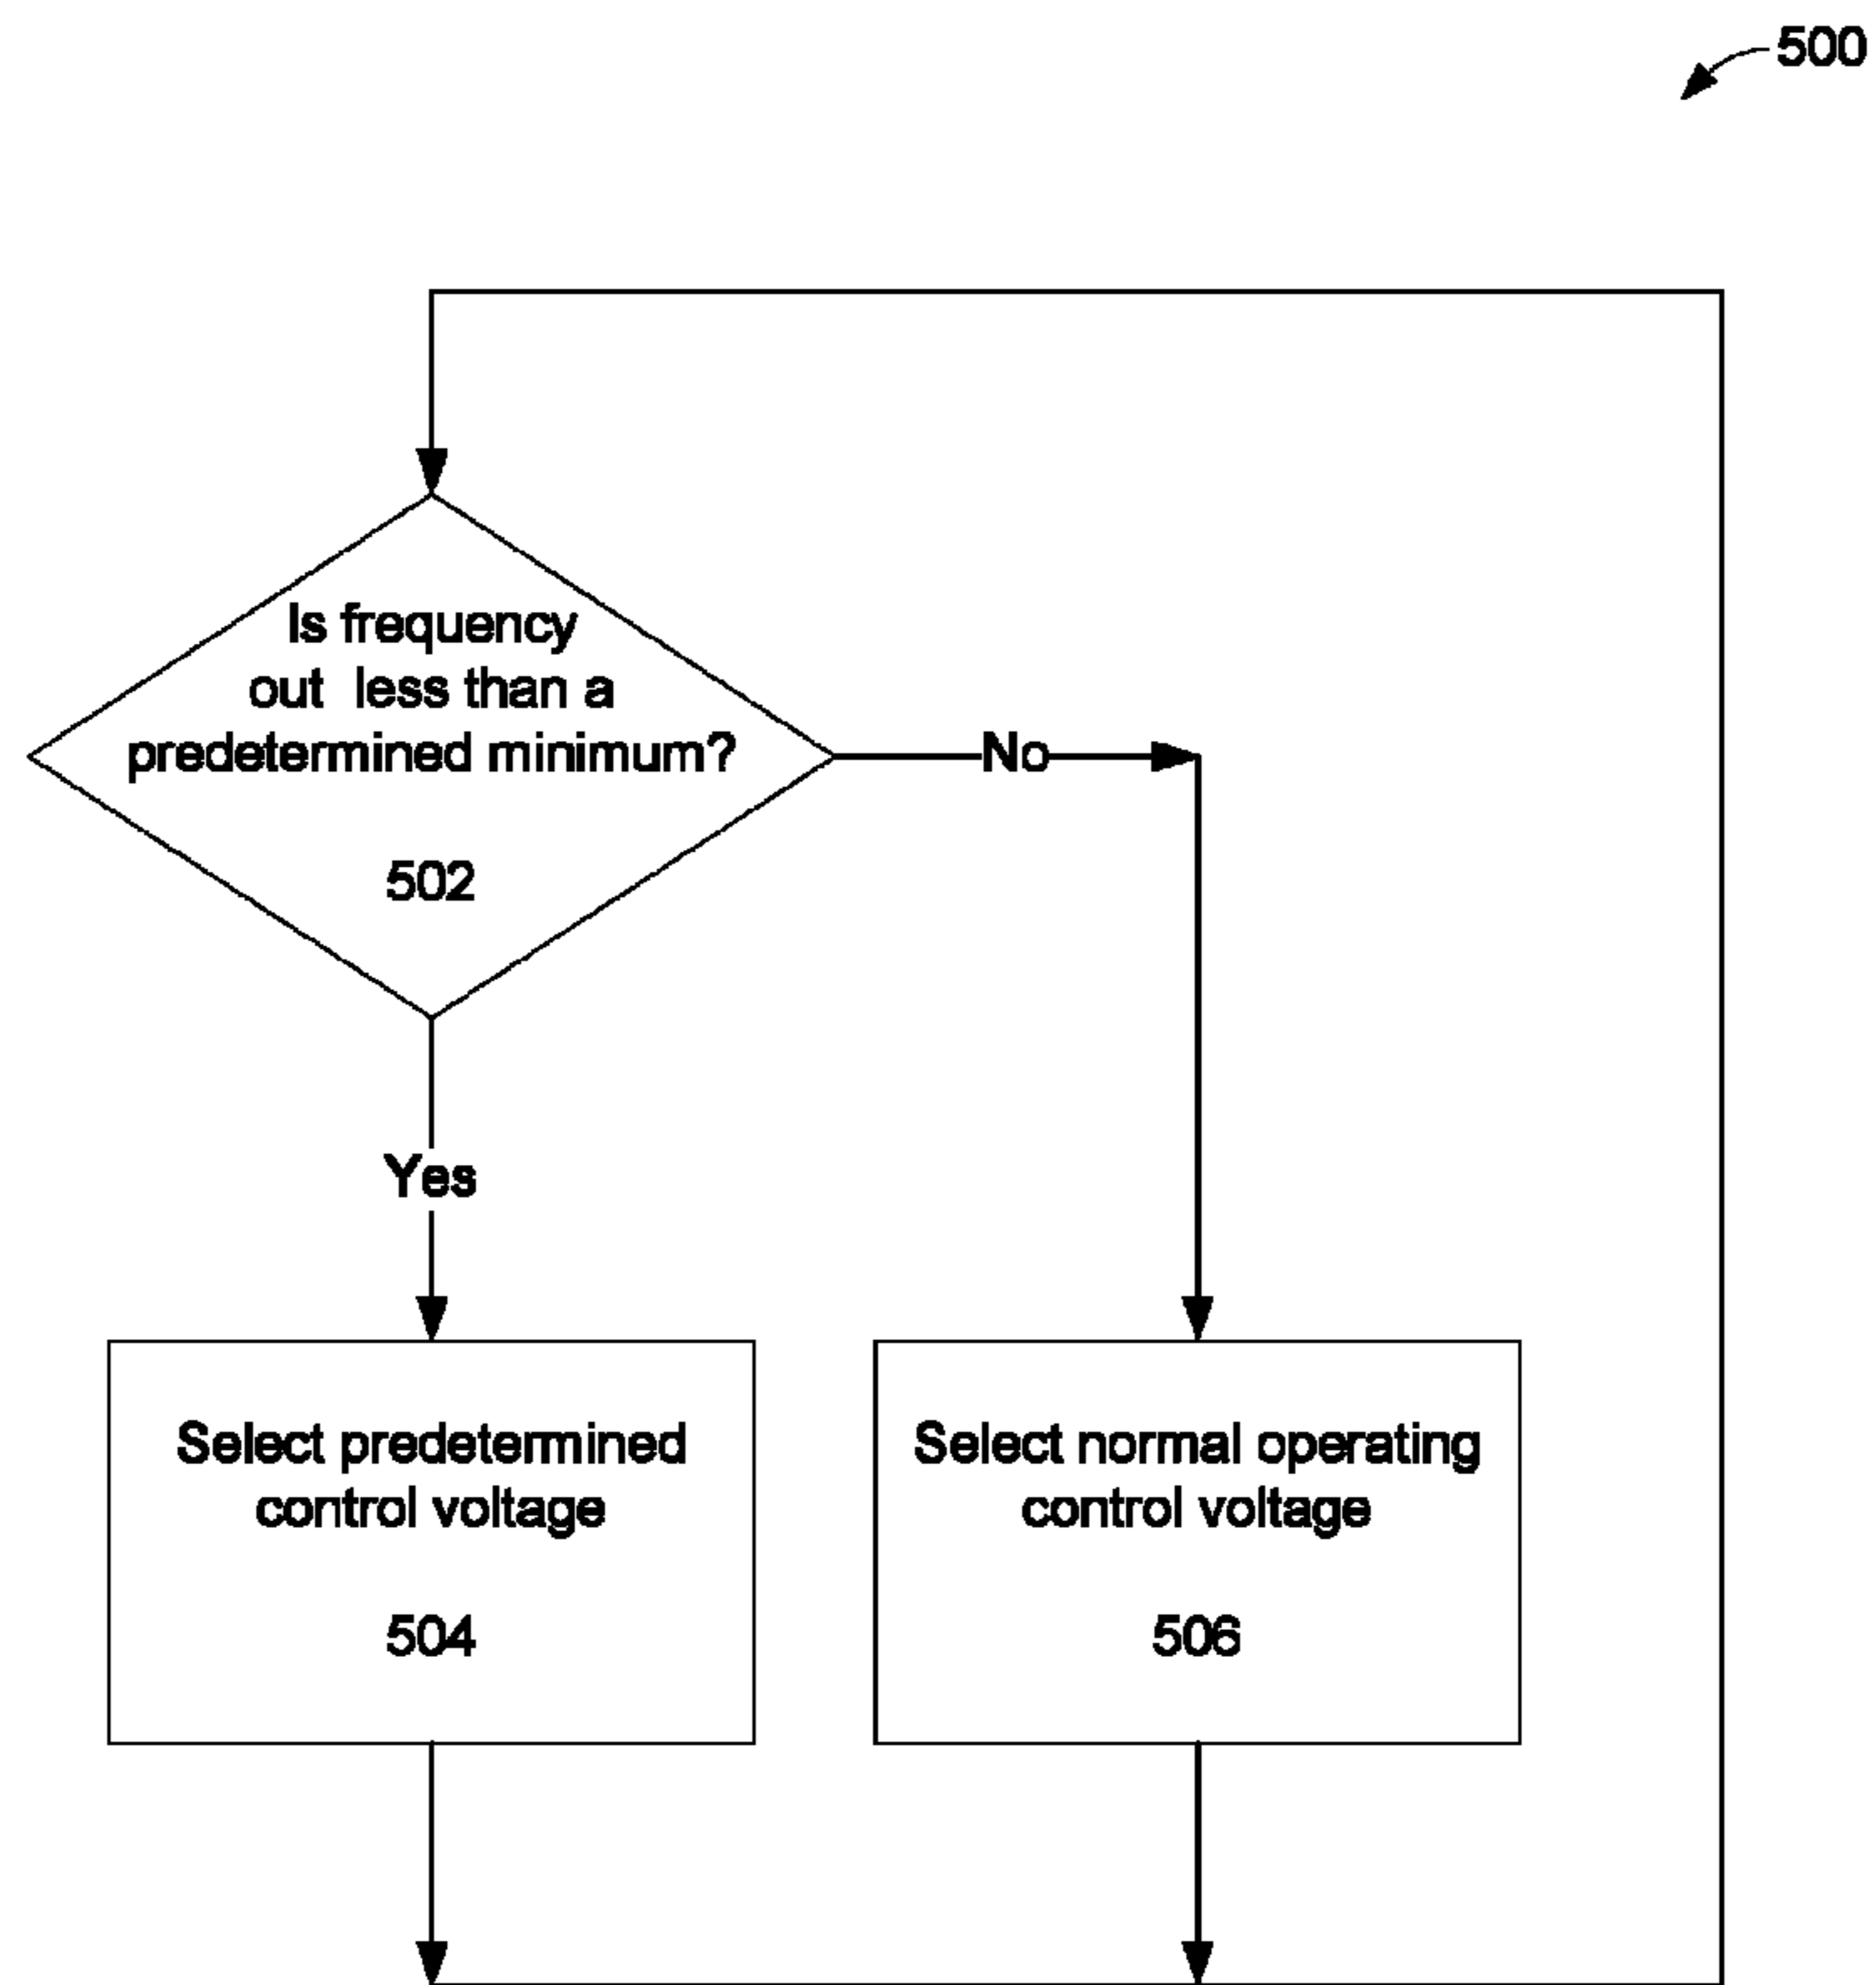 500
Is frequency
out less than a
predetermined minimum?
502
No
Yes
Select predetermined
control voltage
504
Select normal operating
control voltage
506